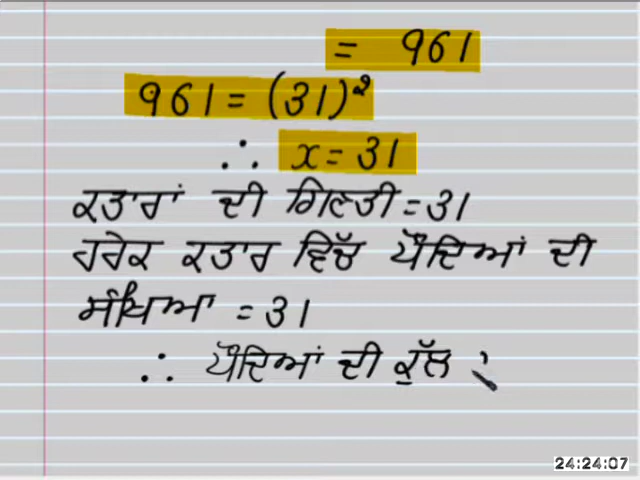 = 961
961 = (31)²
∴ x = 31
ਕਤਾਰਾਂ ਦੀ ਗਿਣਤੀ = 31
ਹਰੇਕ ਕਤਾਰ ਵਿੱਚ ਪੌਦਿਆਂ ਦੀ
ਸੰਖਿਆ = 31
∴ ਪੌਦਿਆਂ ਦੀ ਕੁੱਲ
24:24:07